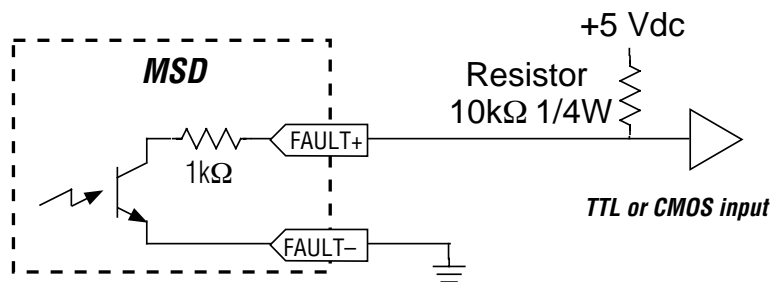 +5 Vdc
MSD
Resistor
10kΩ 1/4W
FAULT+
1kΩ
TTL or CMOS input
FAULT–